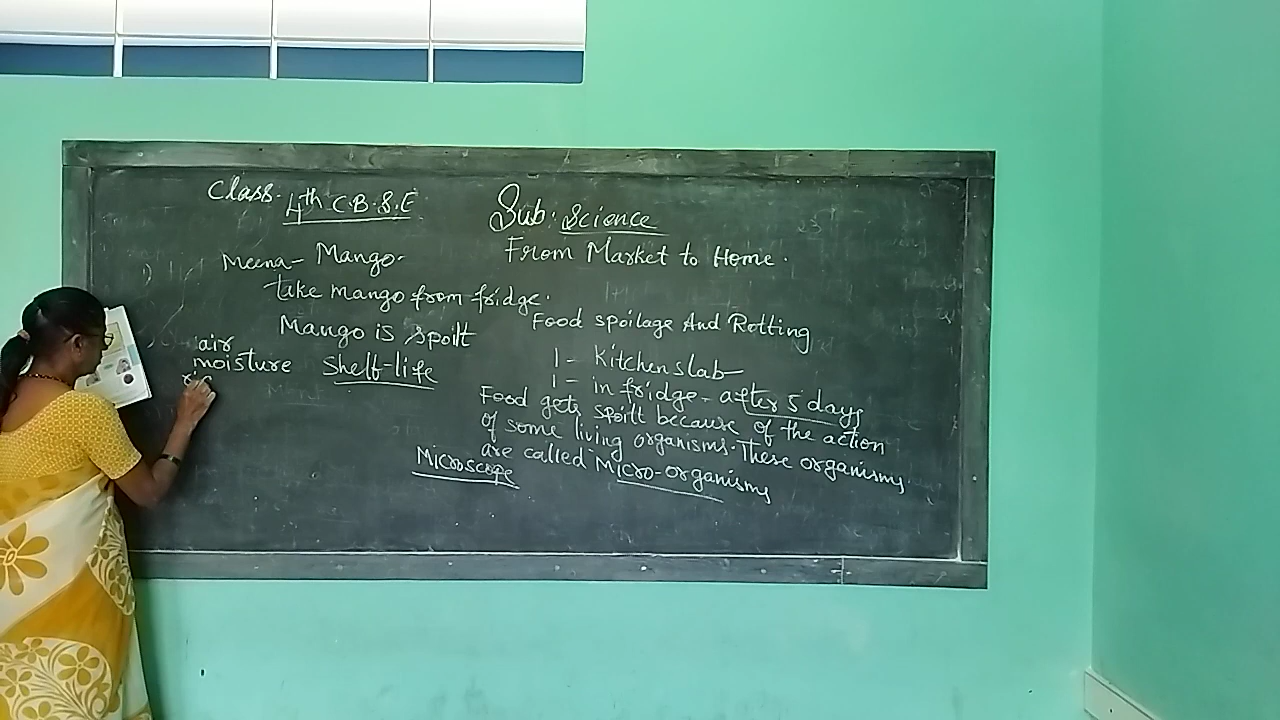 Class. 4th C.B.S.E
Sub: Science
From Market to Home.
Meena - Mango.
take mango from fridge.
Mango is spoilt
air
moisture
Shelf-life
Food spoilage And Rotting
1 - Kitchen slab
1 - in fridge - after 5 days
Food gets spoilt because of the action
of some living organisms. These organisms
are called Micro-organisms
Microscope